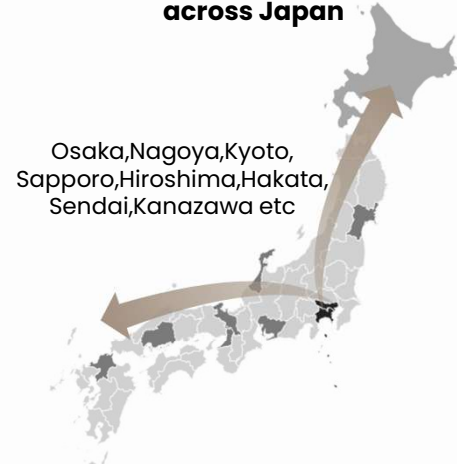 across Japan
Osaka,Nagoya,Kyoto,
Sapporo,Hiroshima,Hakata,
Sendai,Kanazawa etc